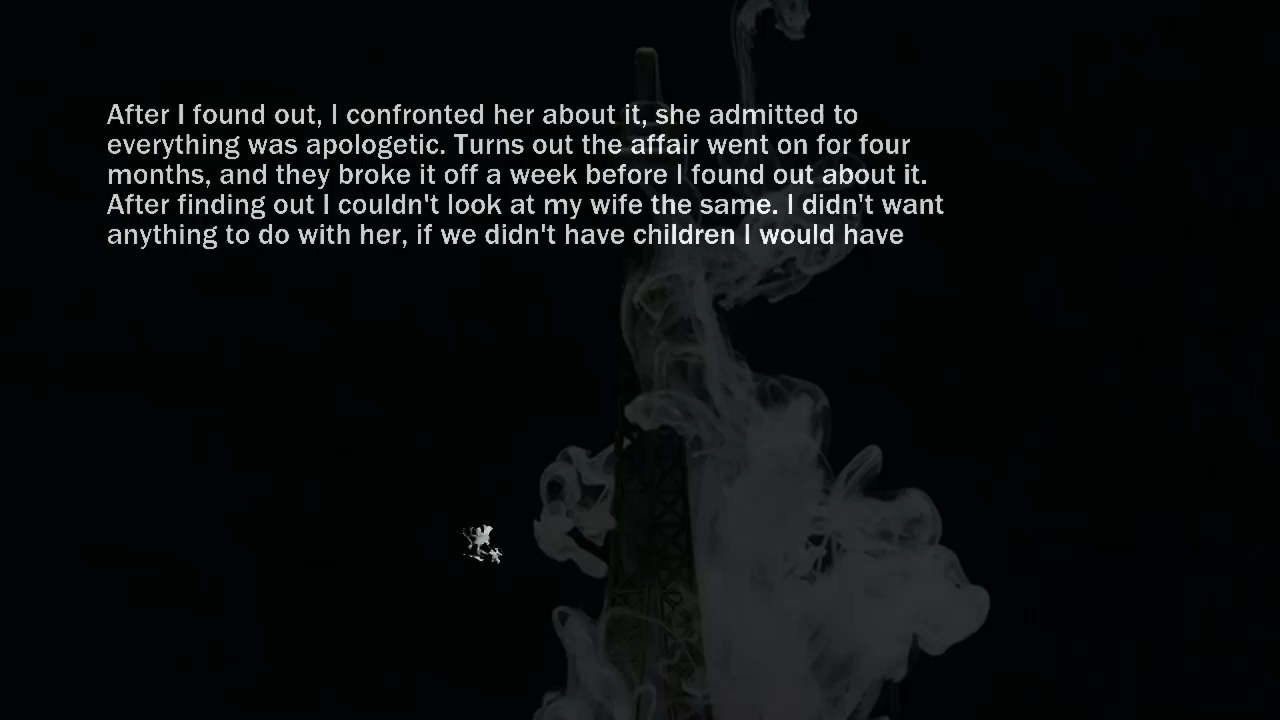 After I found out, I confronted her about it, she admitted to
everything was apologetic. Turns out the affair went on for four
months, and they broke it off a week before I found out about it.
After finding out I couldn't look at my wife the same. I didn't want
anything to do with her, if we didn't have children I would have